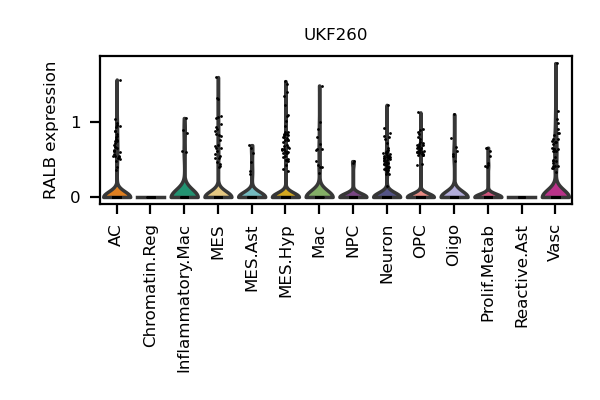 UKF260
RALB expression
1
0
AC
Chromatin.Reg
Inflammatory.Mac
MES
MES.Ast
MES.Hyp
Mac
NPC
Neuron
OPC
Oligo
Prolif.Metab
Reactive.Ast
Vasc